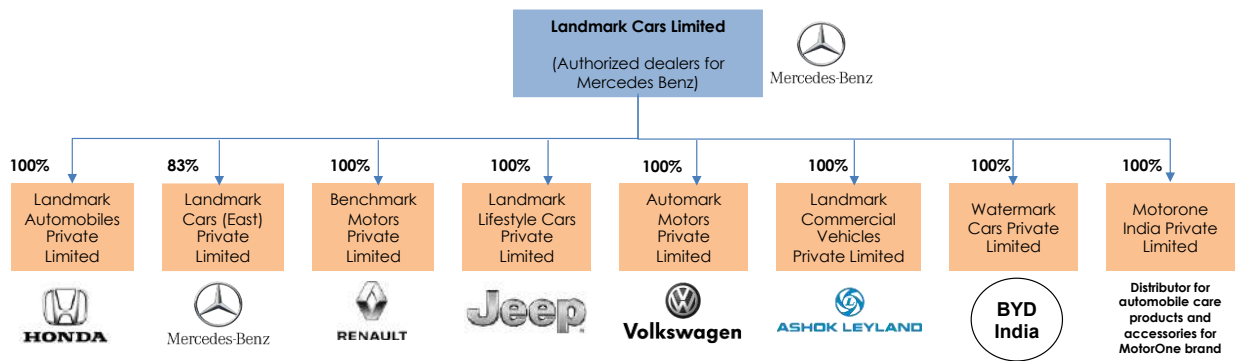 Landmark Cars Limited
(Authorized dealers for
Mercedes Benz)
Mercedes-Benz
100%
83%
100%
100%
100%
100%
100%
100%
Landmark
Automobiles
Private
Limited
Landmark
Cars (East)
Private
Limited
Benchmark
Motors
Private
Limited
Landmark
Lifestyle Cars
Private
Limited
Automark
Motors
Private
Limited
Landmark
Commercial
Vehicles
Private Limited
Watermark
Cars Private
Limited
Motorone
India Private
Limited
HONDA
Mercedes-Benz
RENAULT
Jeep
Volkswagen
ASHOK LEYLAND
BYD
India
Distributor for
automobile care
products and
accessories for
MotorOne brand